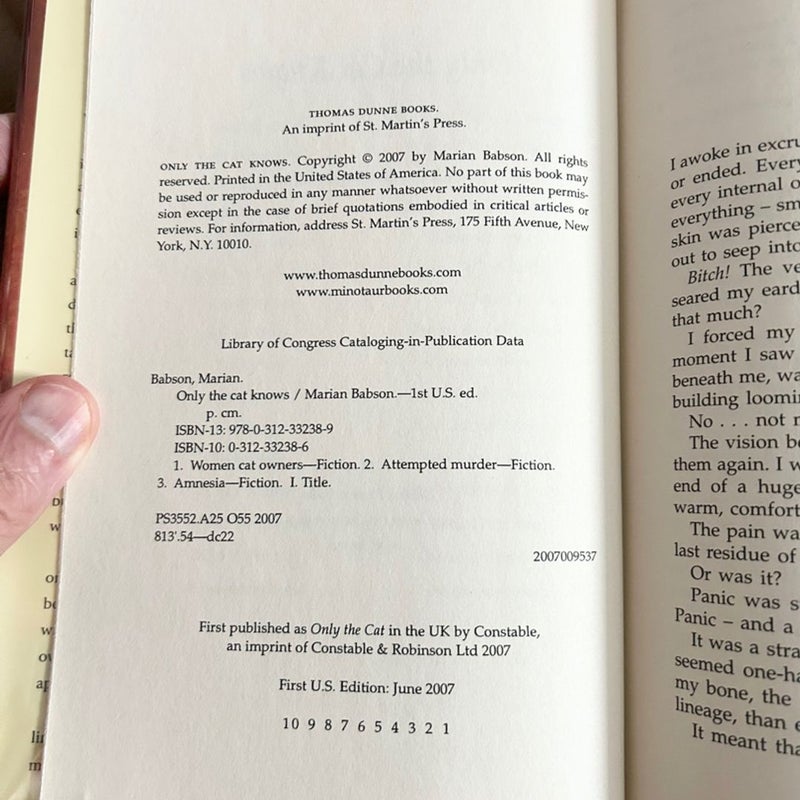 THOMAS DUNNE BOOKS.
An imprint of St. Martin's Press.
ONLY THE CAT KNOWS. Copyright © 2007 by Marian Babson. All rights
reserved. Printed in the United States of America. No part of this book may
be used or reproduced in any manner whatsoever without written permis-
sion except in the case of brief quotations embodied in critical articles or
reviews. For information, address St. Martin's Press, 175 Fifth Avenue, New
York, N.Y. 10010.
www.thomasdunnebooks.com
www.minotaurbooks.com
Library of Congress Cataloging-in-Publication Data
Babson, Marian.
Only the cat knows / Marian Babson.—1st U.S. ed.
p. cm.
ISBN-13: 978-0-312-33238-9
ISBN-10: 0-312-33238-6
1. Women cat owners—Fiction. 2. Attempted murder—Fiction.
3. Amnesia—Fiction. I. Title.
PS3552.A25 O55 2007
813'.54—dc22
2007009537
First published as Only the Cat in the UK by Constable,
an imprint of Constable & Robinson Ltd 2007
First U.S. Edition: June 2007
10 9 8 7 6 5 4 3 2 1
I awoke in excru
or ended. Every
every internal o
everything – sm
skin was pierce
out to seep into
Bitch! The ve
seared my eard
that much?
I forced my
moment I saw
beneath me, wa
building loomin
No . . . not
The vision be
them again. I w
end of a huge
warm, comfort
The pain wa
last residue of
Or was it?
Panic was s
Panic – and a
It was a stra
seemed one-ha
my bone, the
lineage, than
It meant tha